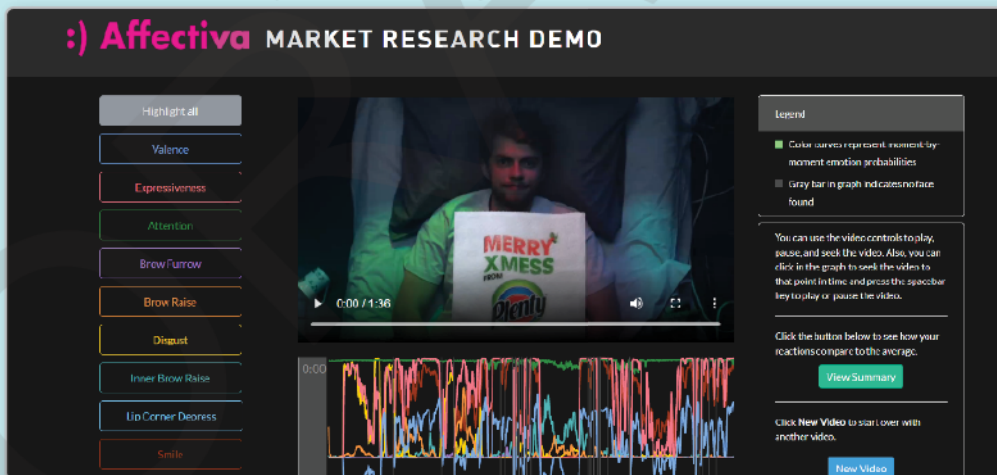 :) Affectiva MARKET RESEARCH DEMO
Highlight all
Valence
Expressiveness
Attention
Brow Furrow
Brow Raise
Disgust
Inner Brow Raise
Lip Corner Depress
Smile
MERRY
XMESS
FROM
Plenty
0:00 / 1:36
0:00
Legend
Color curves represent moment-by-
moment emotion probabilities
Gray bar in graph indicates no face
found
You can use the video controls to play,
pause, and seek the video. Also, you can
click in the graph to seek the video to
that point in time and press the spacebar
key to play or pause the video.
Click the button below to see how your
reactions compare to the average.
View Summary
Click New Video to start over with
another video.
New Video